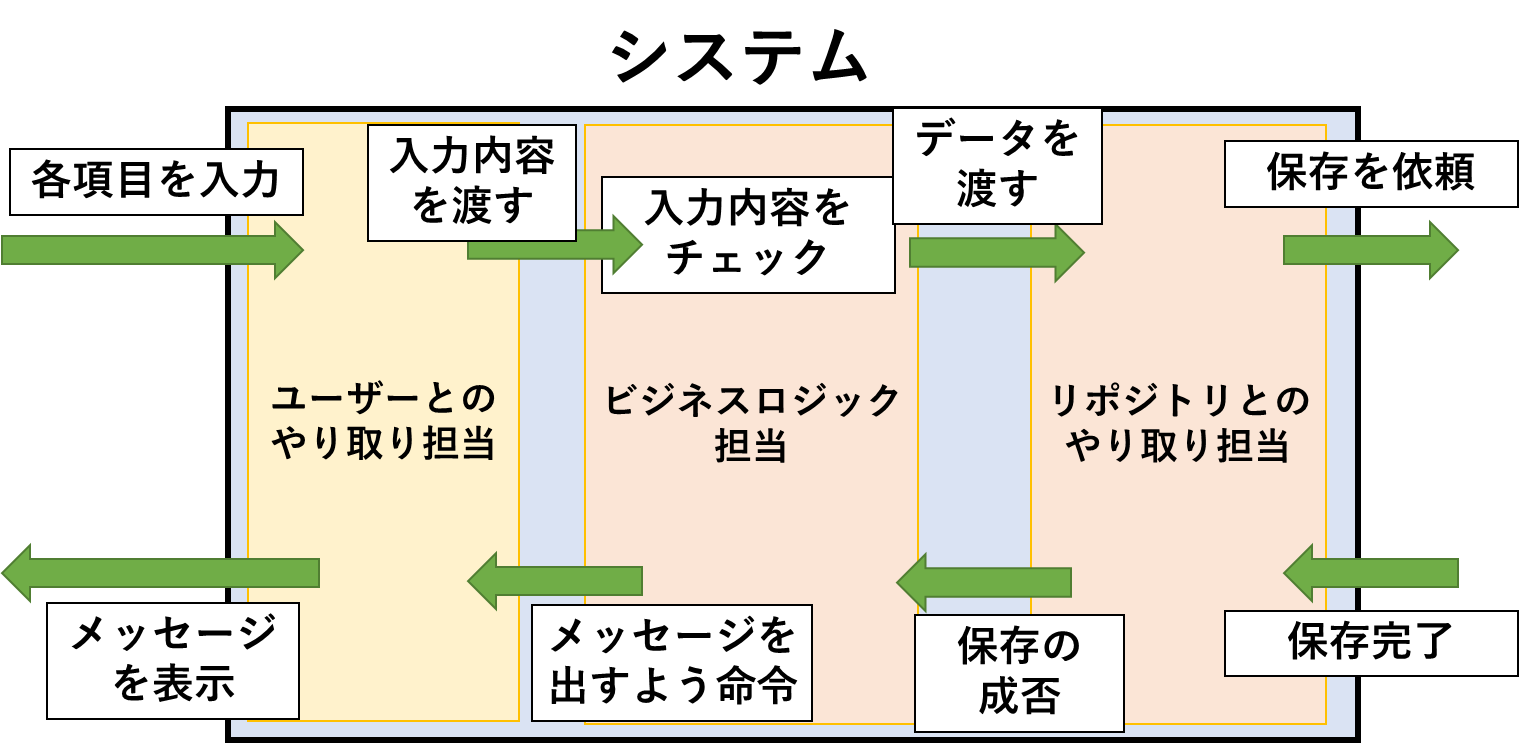 システム
各項目を入力
入力内容
を渡す
入力内容を
チェック
データを
渡す
保存を依頼
ユーザーとの
やり取り担当
ビジネスロジック
担当
リポジトリとの
やり取り担当
メッセージ
を表示
メッセージを
出すよう命令
保存の
成否
保存完了